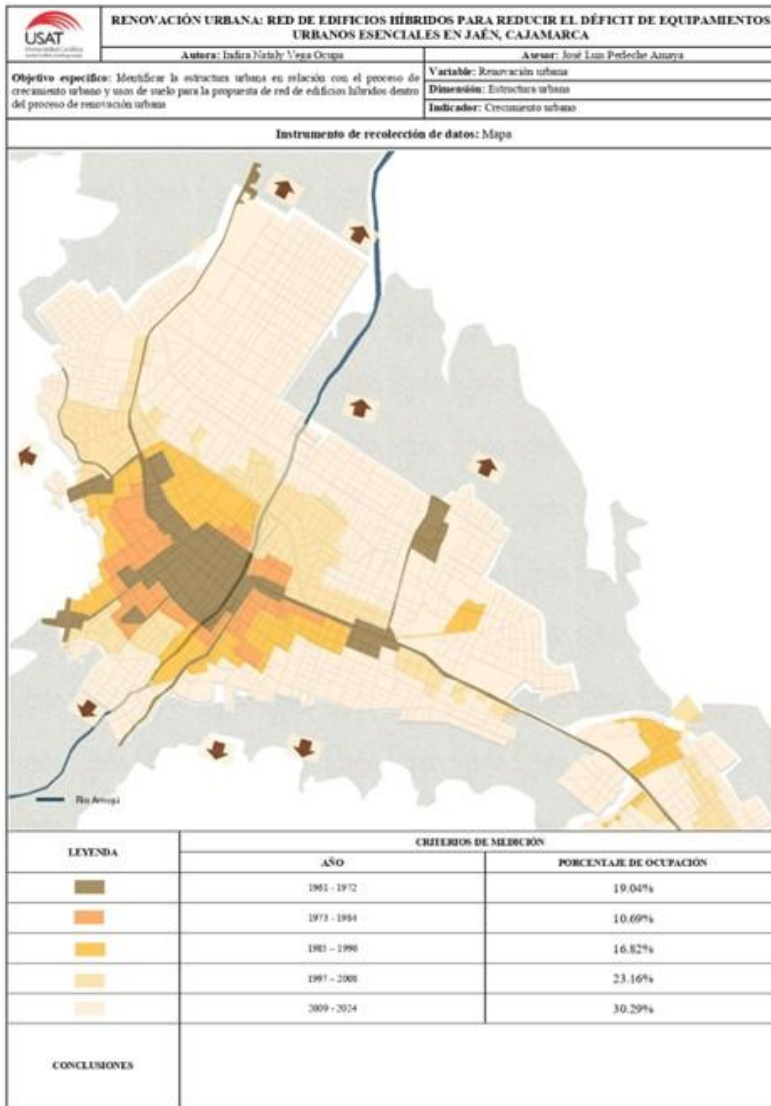 USAT
RENOVACIÓN URBANA: RED DE EDIFICIOS HÍBRIDOS PARA REDUCIR EL DÉFICIT DE EQUIPAMIENTOS
URBANOS ESENCIALES EN JAÉN, CAJAMARCA
Autora: Indira Nataly Vega Ocupa
Asesor: José Luis Perleche Amaya
Objetivo específico: Identificar la estructura urbana en relación con el proceso de
crecimiento urbano y usos de suelo para la propuesta de red de edificios híbridos dentro
del proceso de renovación urbana
Variable: Renovación urbana
Dimensión: Estructura urbana
Indicador: Crecimiento urbano
Instrumento de recolección de datos: Mapa
Río Amojú
LEYENDA
CRITERIOS DE MEDICIÓN
AÑO
PORCENTAJE DE OCUPACIÓN
1961 - 1972
19.04%
1973 - 1984
10.69%
1985 – 1996
16.82%
1997 – 2008
23.16%
2009 - 2024
30.29%
CONCLUSIONES